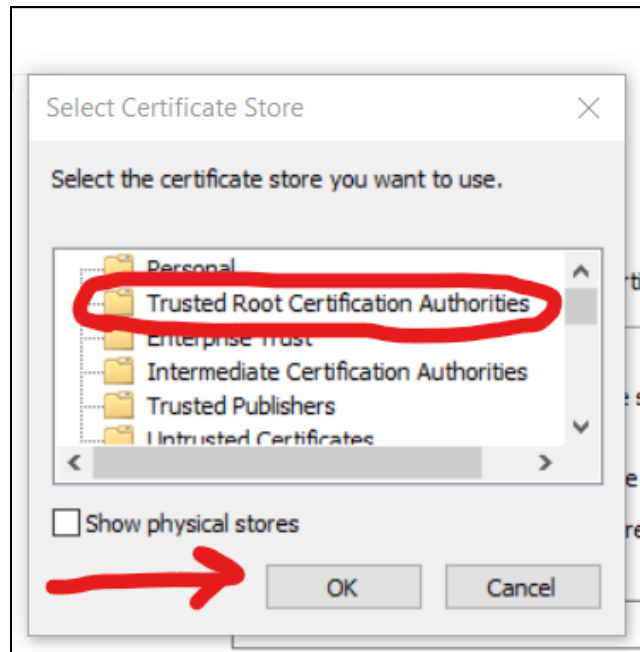 Select Certificate Store
Select the certificate store you want to use.
Personal
Trusted Root Certification Authorities
Enterprise Trust
Intermediate Certification Authorities
Trusted Publishers
Untrusted Certificates
Show physical stores
OK
Cancel